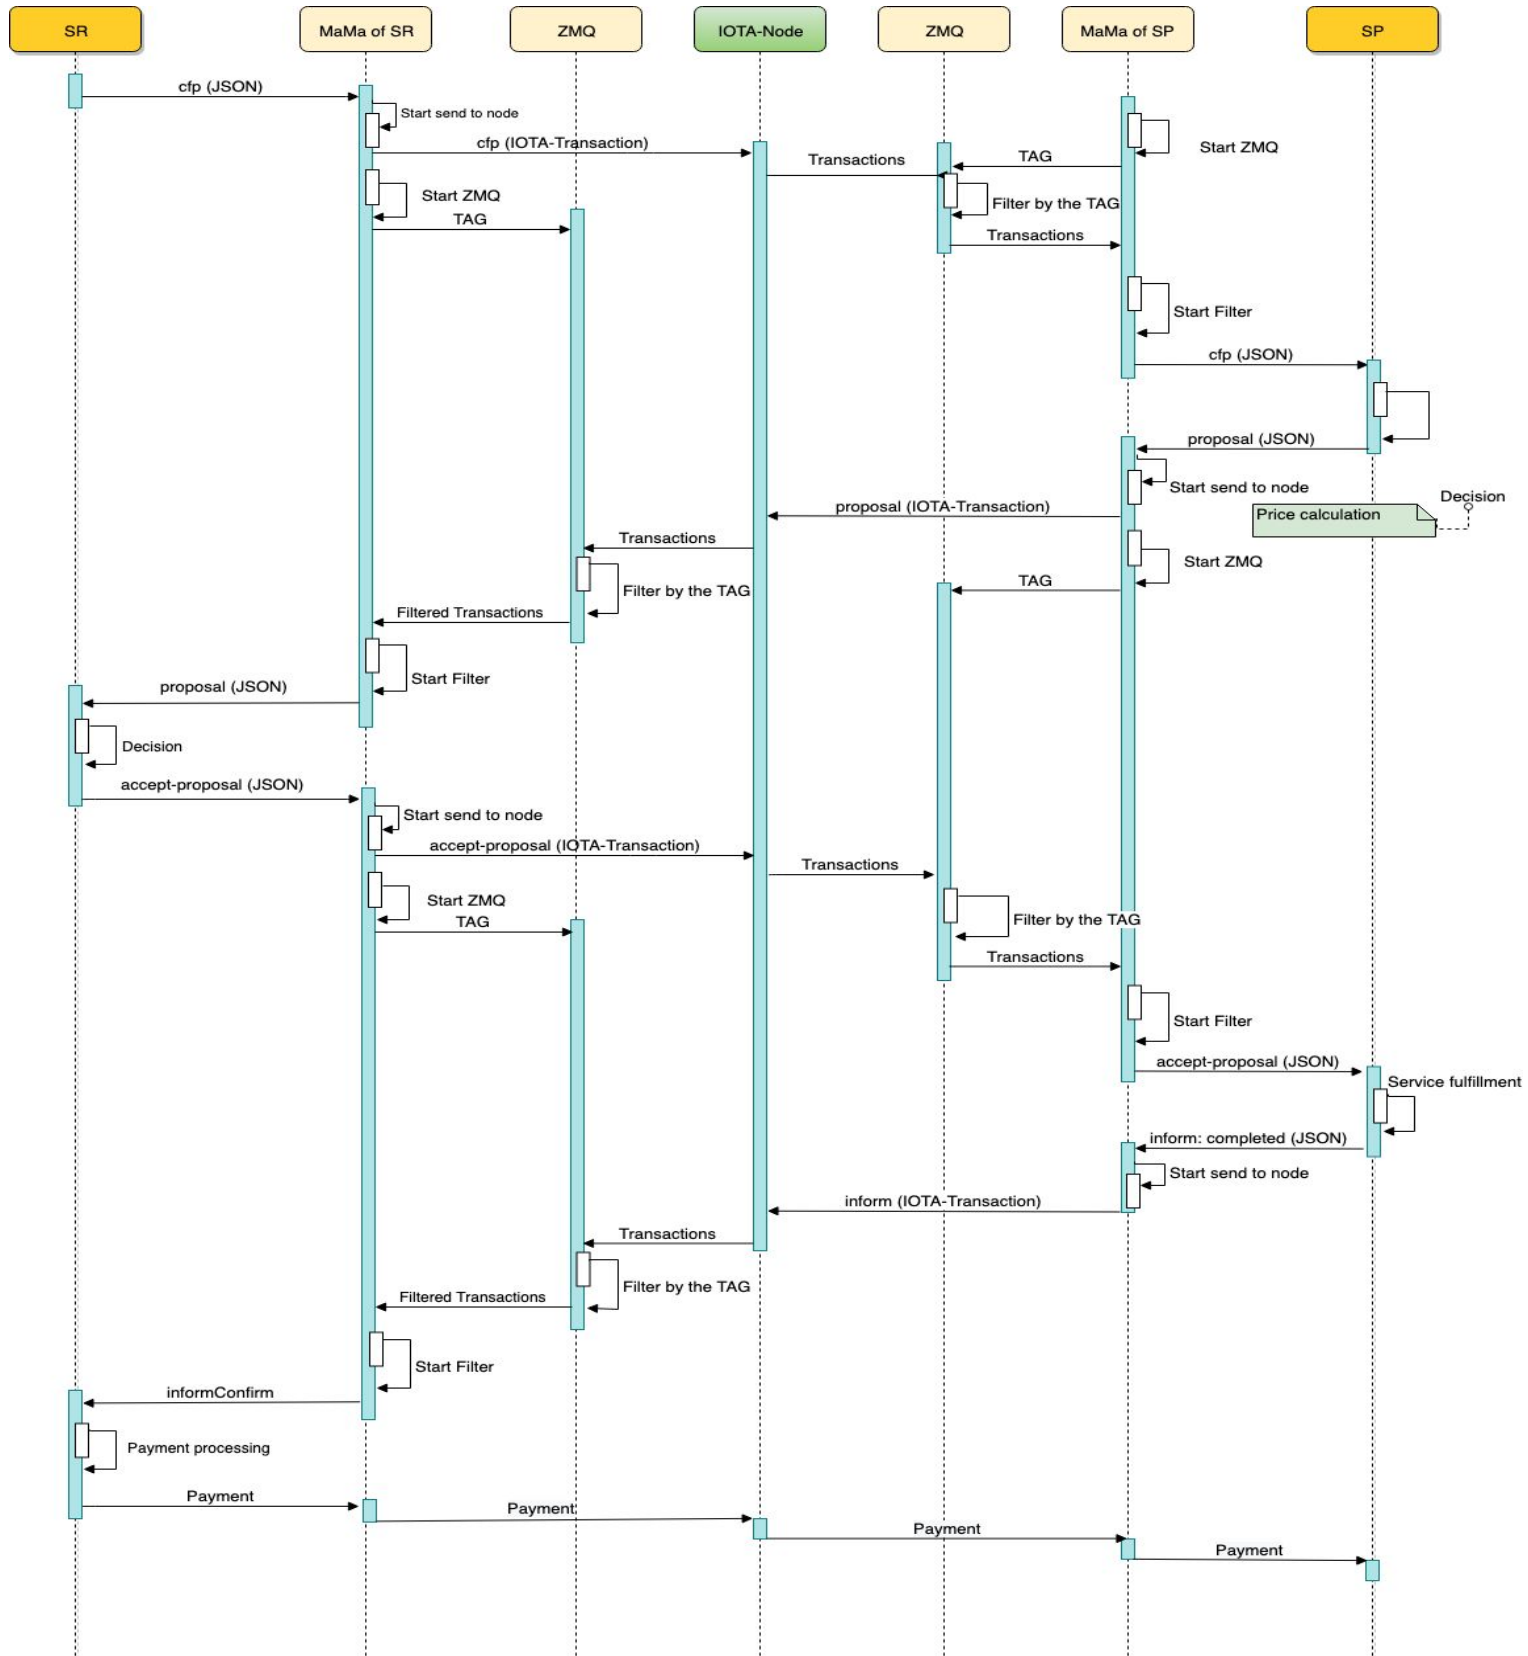 SR
MaMa of SR
ZMQ
IOTA-Node
ZMQ
MaMa of SP
SP
cfp (JSON)
Start send to node
cfp (IOTA-Transaction)
Start ZMQ
Transactions
TAG
Start ZMQ
Filter by the TAG
TAG
Transactions
Start Filter
cfp (JSON)
proposal (JSON)
Start send to node
Decision
proposal (IOTA-Transaction)
Price calculation
Transactions
Start ZMQ
TAG
Filter by the TAG
Filtered Transactions
Start Filter
proposal (JSON)
Decision
accept-proposal (JSON)
Start send to node
accept-proposal (IOTA-Transaction)
Transactions
Start ZMQ
Filter by the TAG
TAG
Transactions
Start Filter
accept-proposal (JSON)
Service fulfillment
inform: completed (JSON)
Start send to node
inform (IOTA-Transaction)
Transactions
Filter by the TAG
Filtered Transactions
Start Filter
informConfirm
Payment processing
Payment
Payment
Payment
Payment